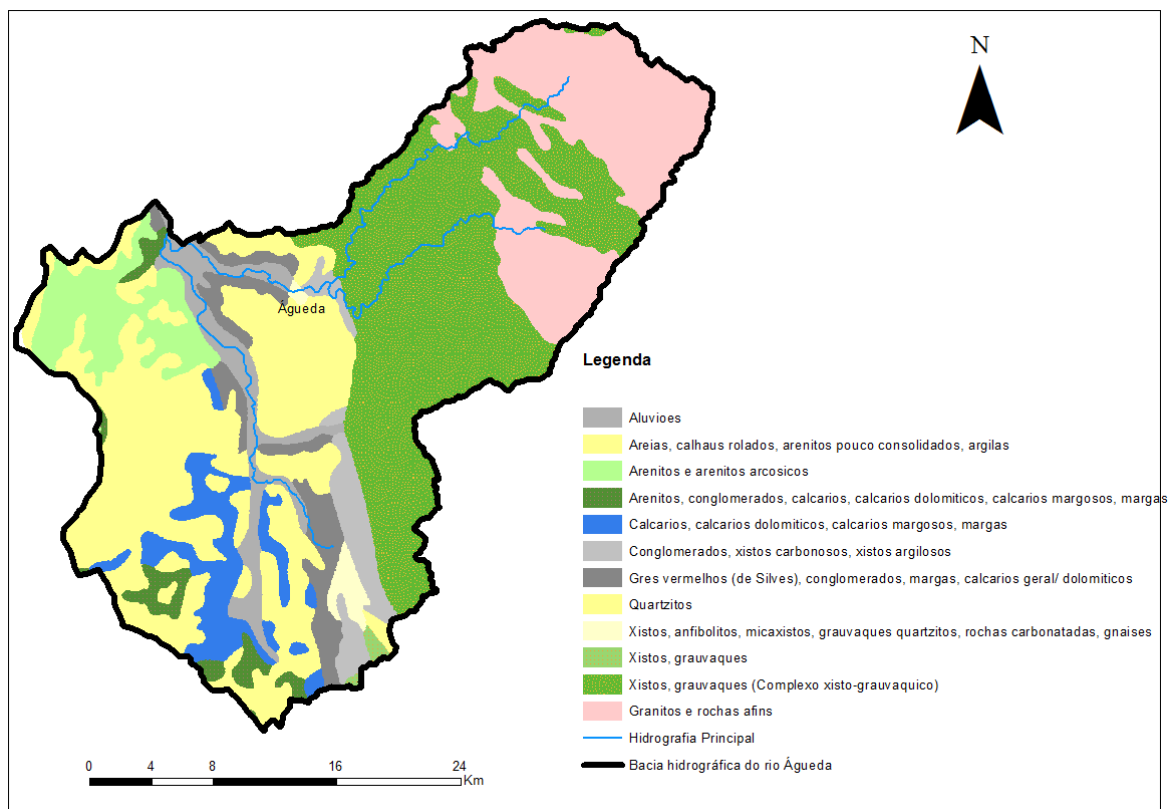 N
Águeda
Legenda
Aluvioes
Areias, calhaus rolados, arenitos pouco consolidados, argilas
Arenitos e arenitos arcosicos
Arenitos, conglomerados, calcarios, calcarios dolomiticos, calcarios margosos, margas
Calcarios, calcarios dolomiticos, calcarios margosos, margas
Conglomerados, xistos carbonosos, xistos argilosos
Gres vermelhos (de Silves), conglomerados, margas, calcarios geral/ dolomiticos
Quartzitos
Xistos, anfibolitos, micaxistos, grauvaques quartzitos, rochas carbonatadas, gnaises
Xistos, grauvaques
Xistos, grauvaques (Complexo xisto-grauvaquico)
Granitos e rochas afins
Hidrografia Principal
Bacia hidrográfica do rio Águeda
0 4 8 16 24
Km